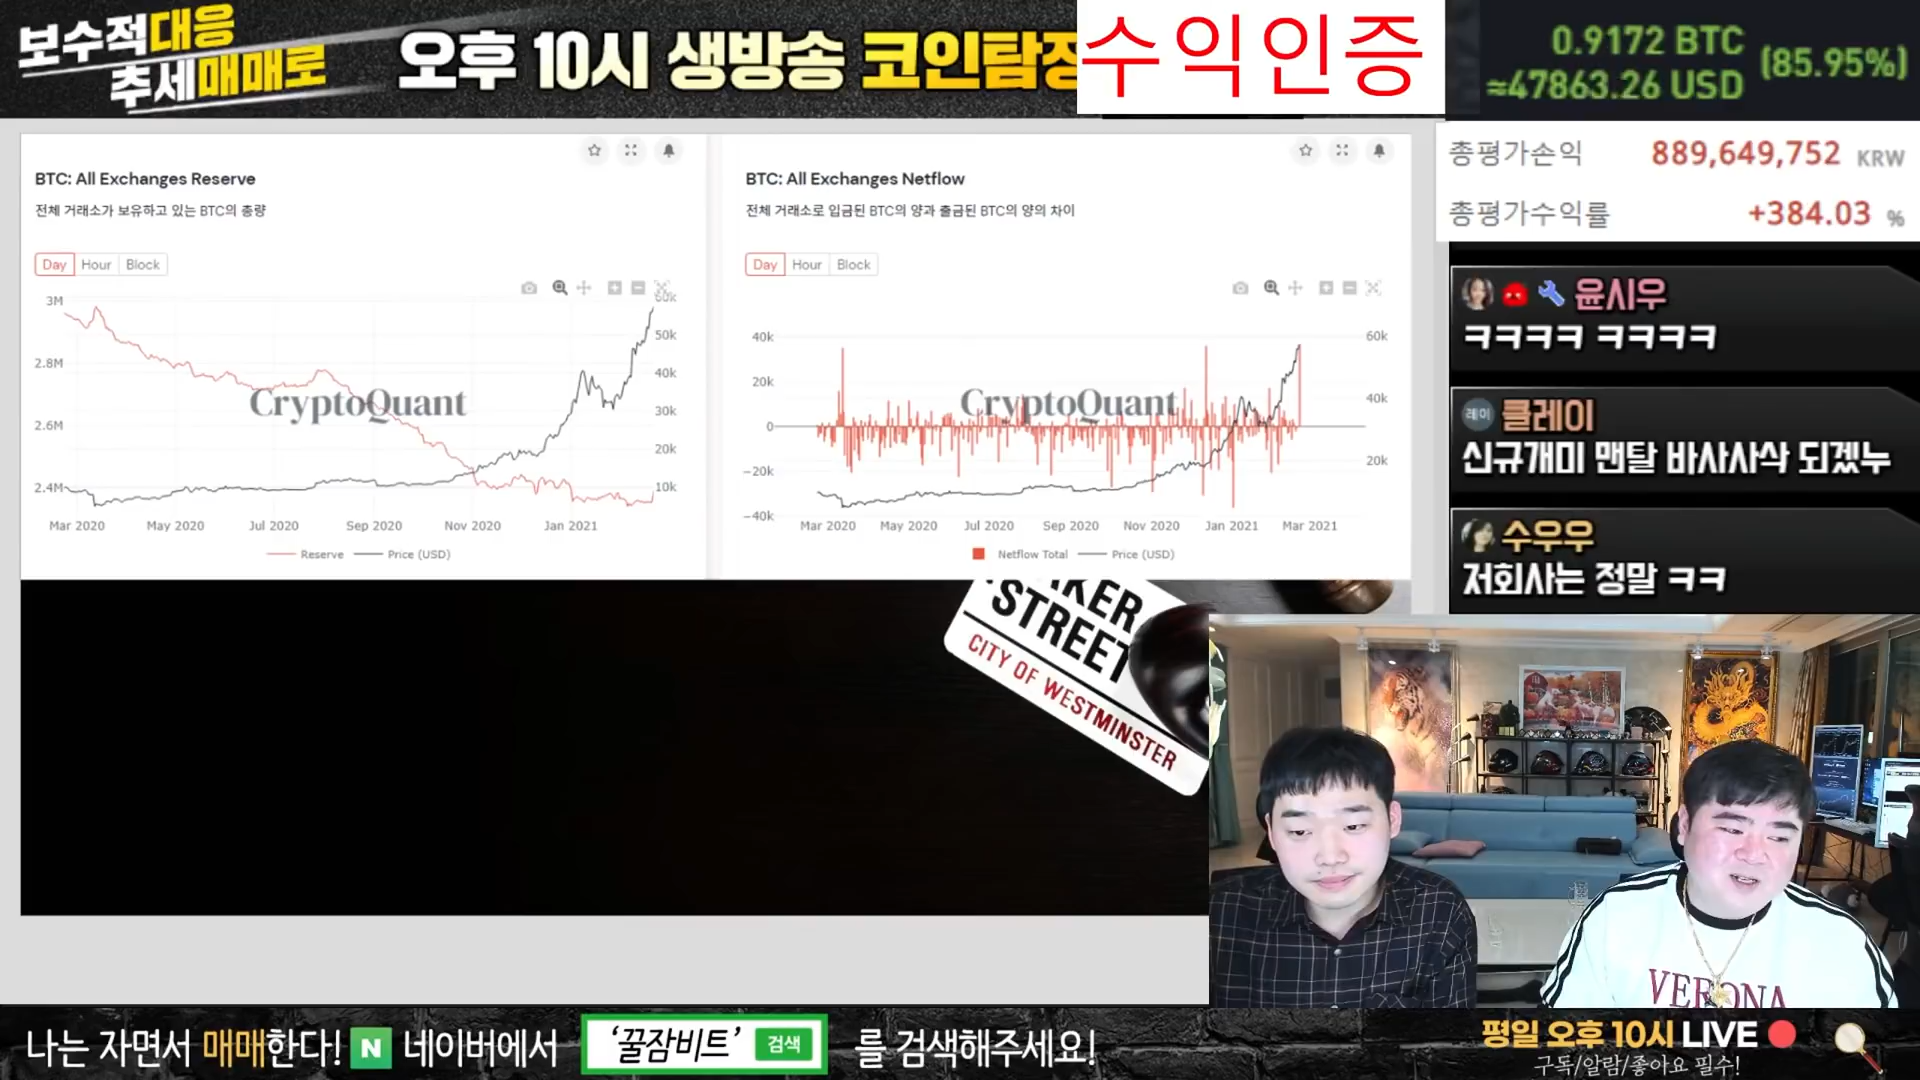 보수적대응
추세매매로
오후 10시 생방송 코인탐정
수익인증
0.9172 BTC
≈47863.26 USD
(85.95%)
총평가손익 889,649,752 KRW
총평가수익률 +384.03 %
BTC: All Exchanges Reserve
전체 거래소가 보유하고 있는 BTC의 총량
Day Hour Block
3M
2.8M
2.6M
2.4M
60k
50k
40k
30k
20k
10k
CryptoQuant
Mar 2020 May 2020 Jul 2020 Sep 2020 Nov 2020 Jan 2021
Reserve Price (USD)
BTC: All Exchanges Netflow
전체 거래소로 입금된 BTC의 양과 출금된 BTC의 양의 차이
Day Hour Block
40k
20k
0
−20k
−40k
60k
40k
20k
CryptoQuant
Mar 2020 May 2020 Jul 2020 Sep 2020 Nov 2020 Jan 2021 Mar 2021
Netflow Total Price (USD)
윤시우
ㅋㅋㅋㅋ ㅋㅋㅋㅋ
레이 클레이
신규개미 맨탈 바사사삭 되겠누
수우우
저회사는 정말 ㅋㅋ
STREET
CITY OF WESTMINSTER
VERONA
나는 자면서 매매한다! N 네이버에서 '꿀잠비트' 검색 를 검색해주세요!
평일 오후 10시 LIVE
구독/알람/좋아요 필수!